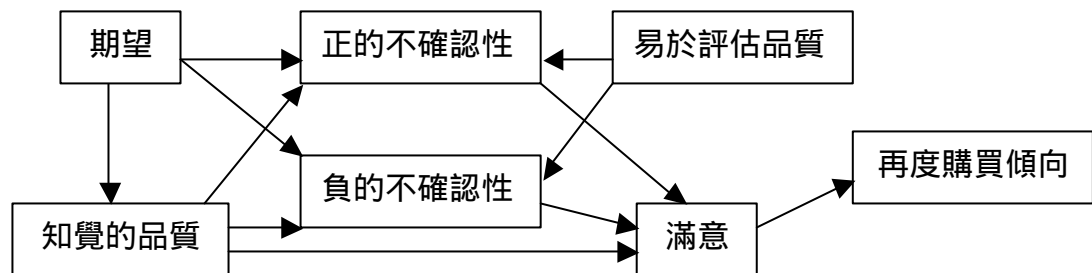 期望
正的不確認性
易於評估品質
負的不確認性
再度購買傾向
知覺的品質
滿意